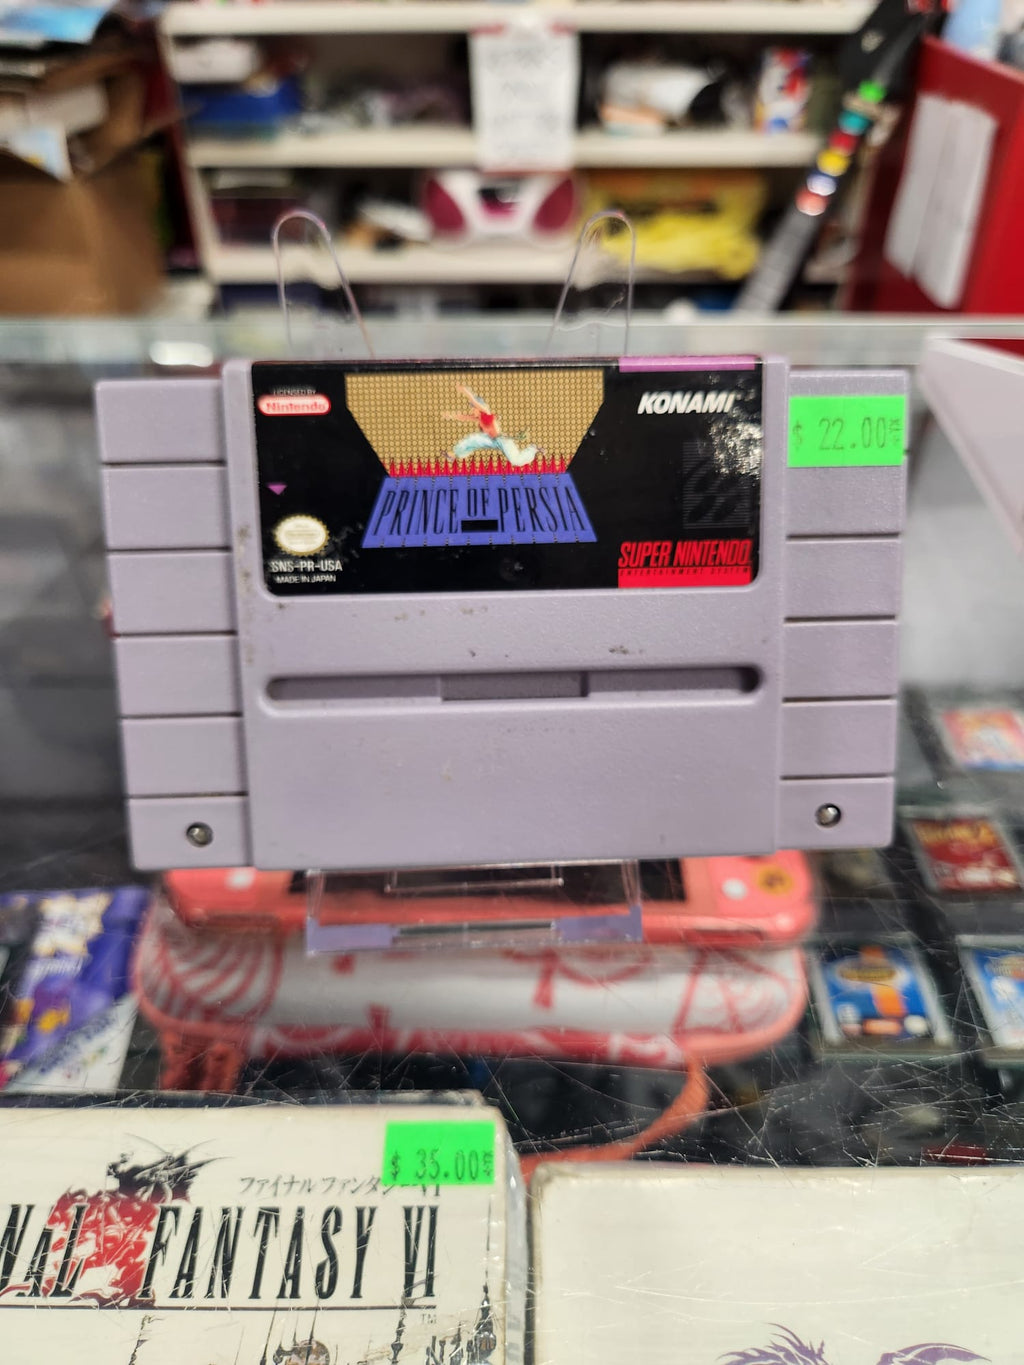 LICENSED BY
Nintendo
KONAMI
$ 22.00
PRINCE OF PERSIA
SNS-PR-USA
MADE IN JAPAN
SUPER NINTENDO
ENTERTAINMENT SYSTEM
$ 35.00
ファイナルファンタジーVI
NAL FANTASY VI
TM